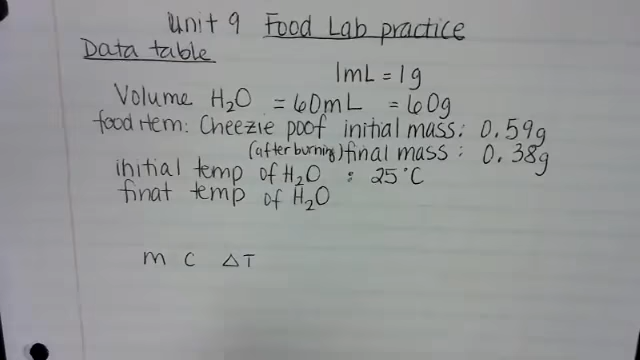 Unit 9 Food Lab practice
Data table
1mL = 1g
Volume H₂O = 60mL = 60g
food item: Cheezie poof initial mass: 0.59g
(after burning) final mass: 0.38g
initial temp of H₂O : 25°C
final temp of H₂O
m c △T